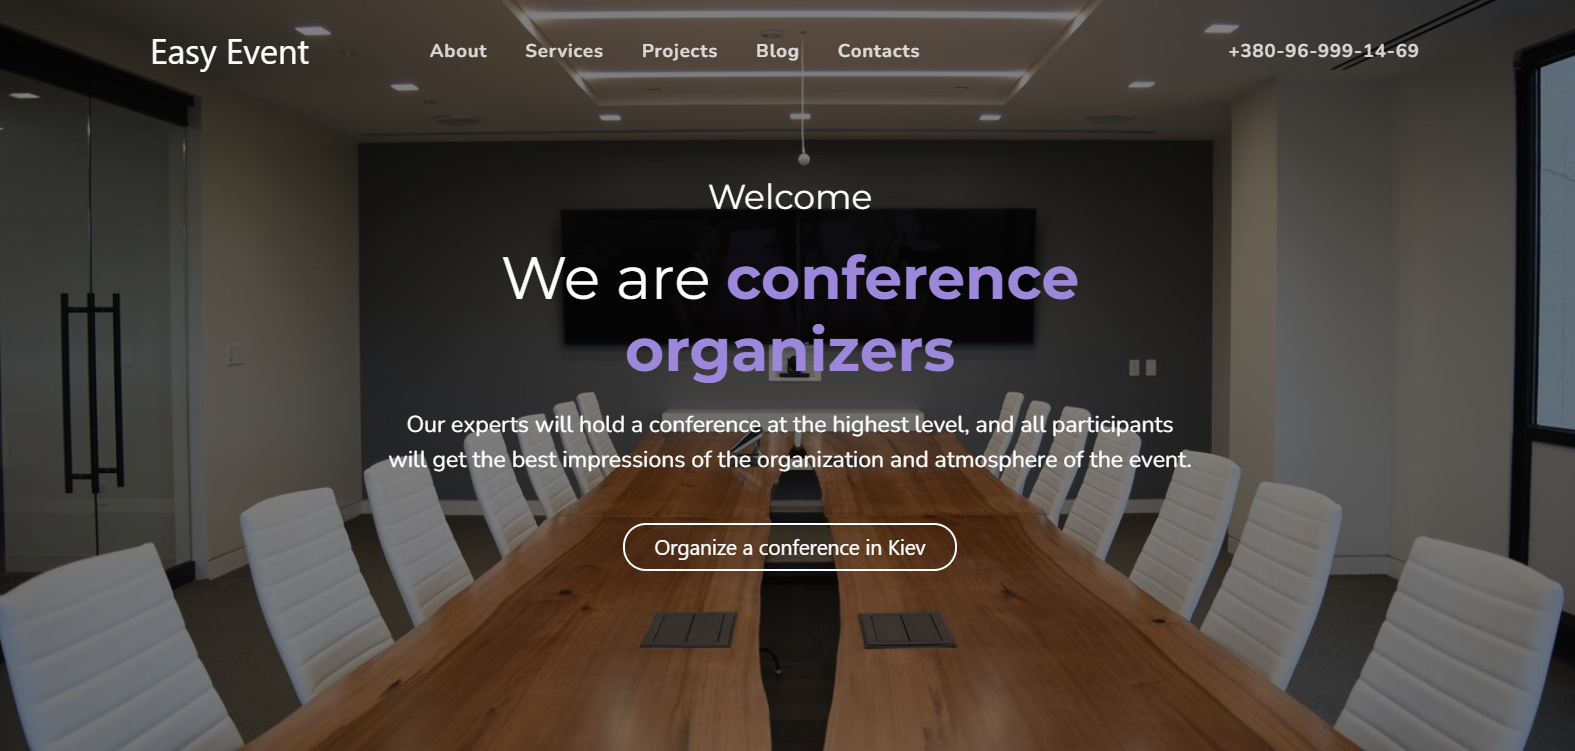 Easy Event
About Services Projects Blog Contacts
+380-96-999-14-69
Welcome
We are conference
organizers
Our experts will hold a conference at the highest level, and all participants
will get the best impressions of the organization and atmosphere of the event.
Organize a conference in Kiev